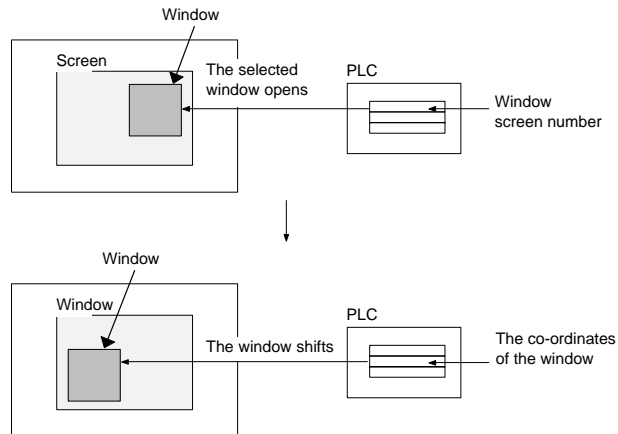 Window
Screen
The selected
window opens
PLC
Window
screen number
Window
Window
The window shifts
PLC
The co-ordinates
of the window